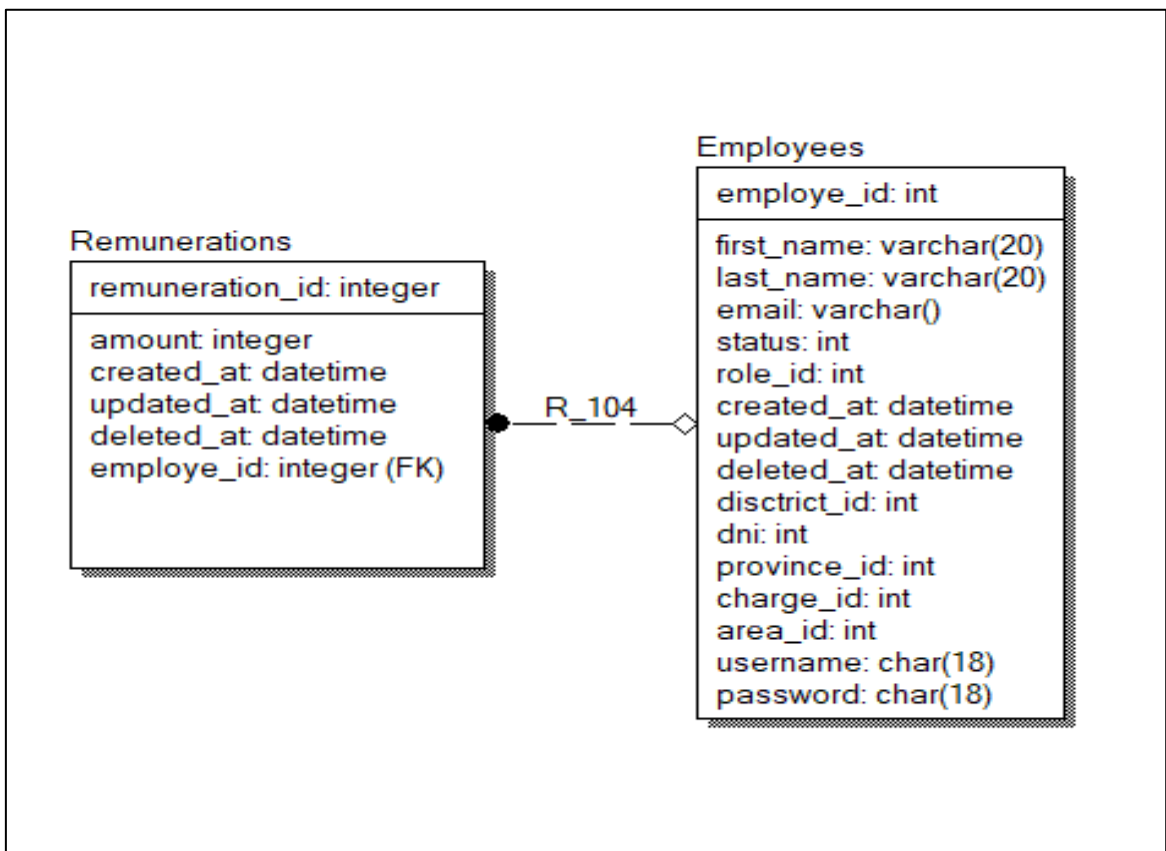 Remunerations
remuneration_id: integer
amount: integer
created_at: datetime
updated_at: datetime
deleted_at: datetime
employe_id: integer (FK)
R_104
Employees
employe_id: int
first_name: varchar(20)
last_name: varchar(20)
email: varchar()
status: int
role_id: int
created_at: datetime
updated_at: datetime
deleted_at: datetime
disctrict_id: int
dni: int
province_id: int
charge_id: int
area_id: int
username: char(18)
password: char(18)